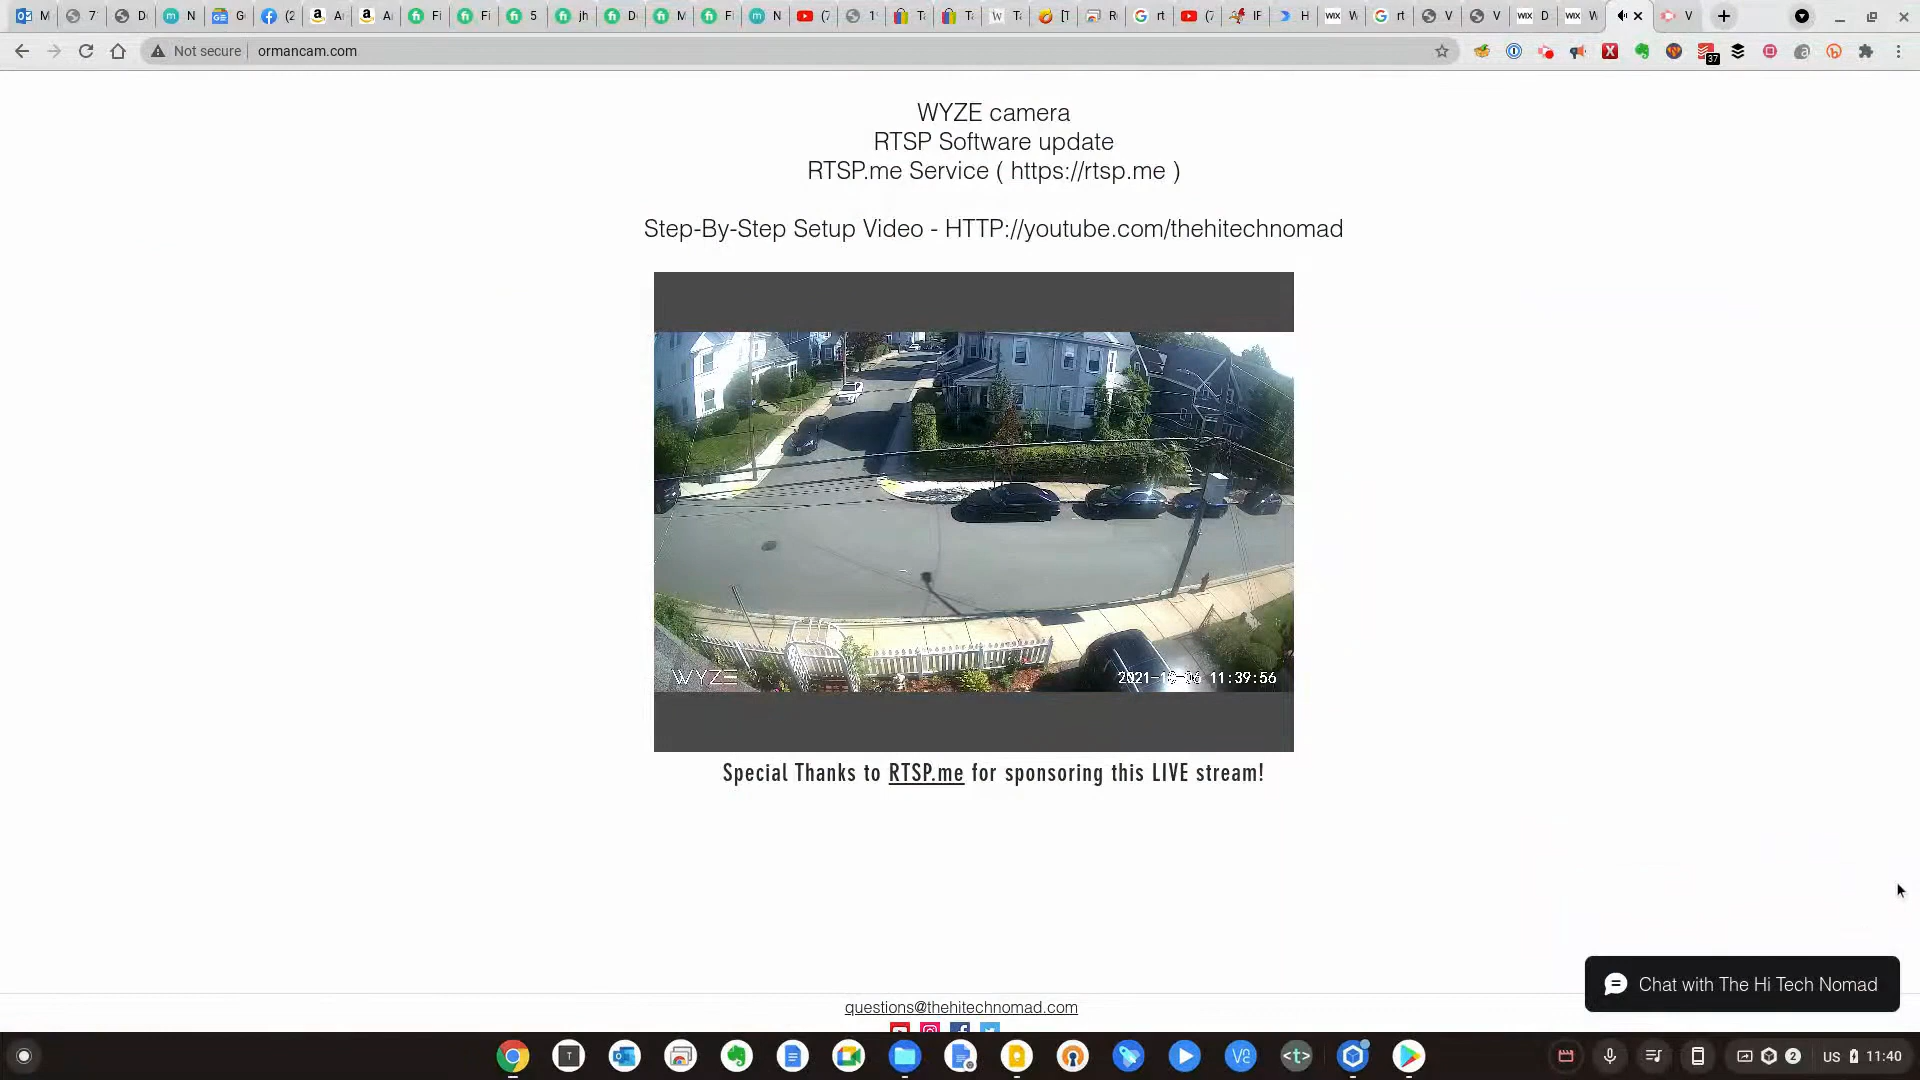 Not secure
ormancam.com
37
WYZE camera
RTSP Software update
RTSP.me Service ( https://rtsp.me )
Step-By-Step Setup Video - HTTP://youtube.com/thehitechnomad
WYZE
11:39:56
Special Thanks to RTSP.me for sponsoring this LIVE stream!
Chat with The Hi Tech Nomad
questions@thehitechnomad.com
2
US
11:40